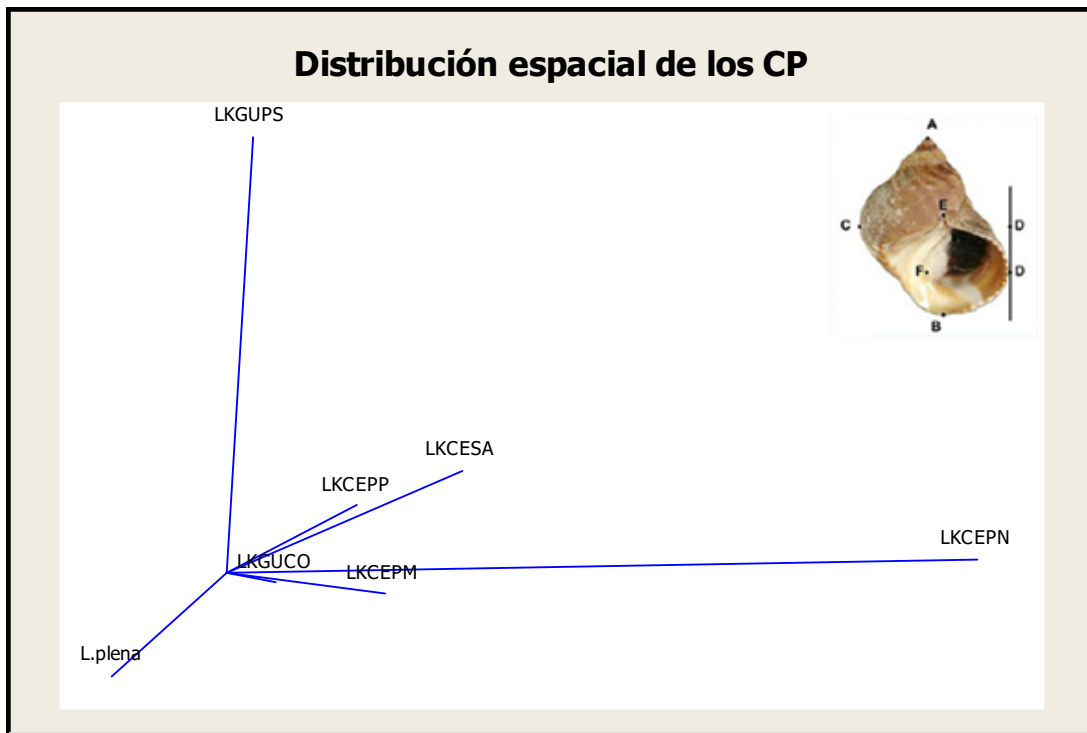 Distribución espacial de los CP
LKGUPS
A
E
C
D
F
D
B
LKCESA
LKCEPP
LKCEPN
LKGUCO
LKCEPM
L.plena